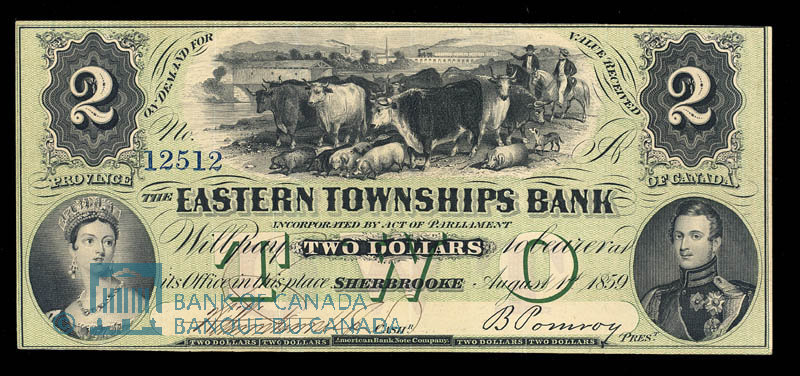 2 ON DEMAND FOR VALUE RECEIVED 2
No. 12512 A
PROVINCE OF CANADA.
THE EASTERN TOWNSHIPS BANK
INCORPORATED BY ACT OF PARLIAMENT
Will pay TWO DOLLARS to bearer at
its Office in this place SHERBROOKE August 1st 1859
TWO
BANK OF CANADA
BANQUE DU CANADA
CASHR. B Pomroy PREST.
TWO DOLLARS TWO DOLLARS American Bank Note Company. TWO DOLLARS TWO DOLLARS